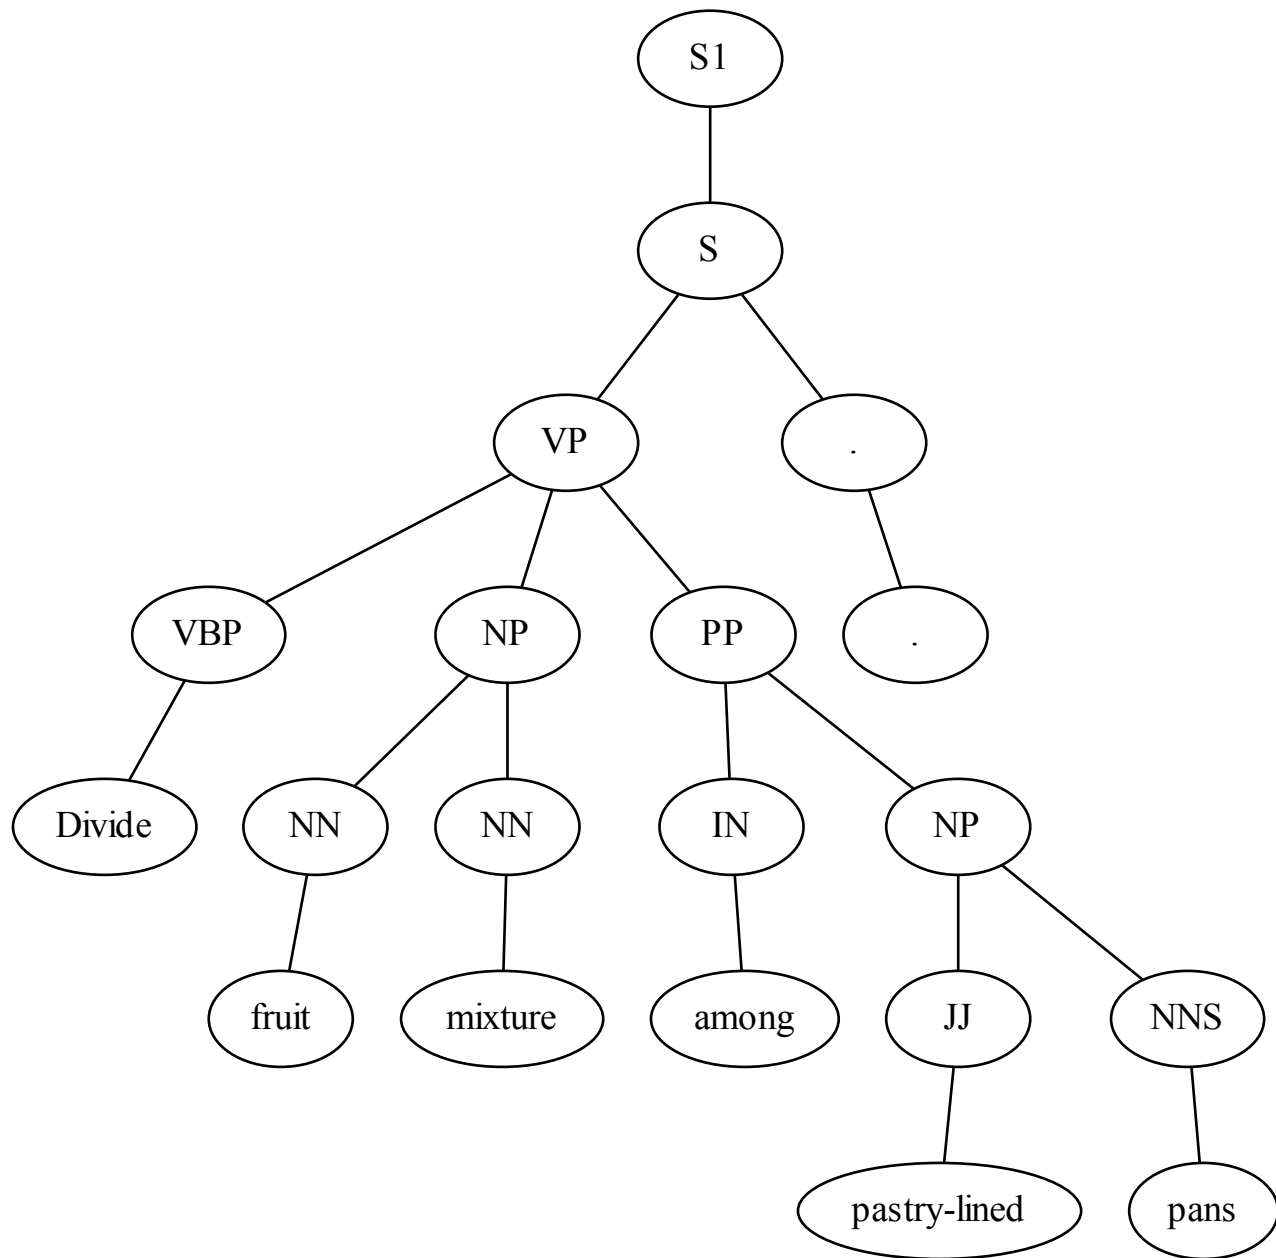 S1
S
VP .
VBP NP PP .
Divide NN NN IN NP
fruit mixture among JJ NNS
pastry-lined pans